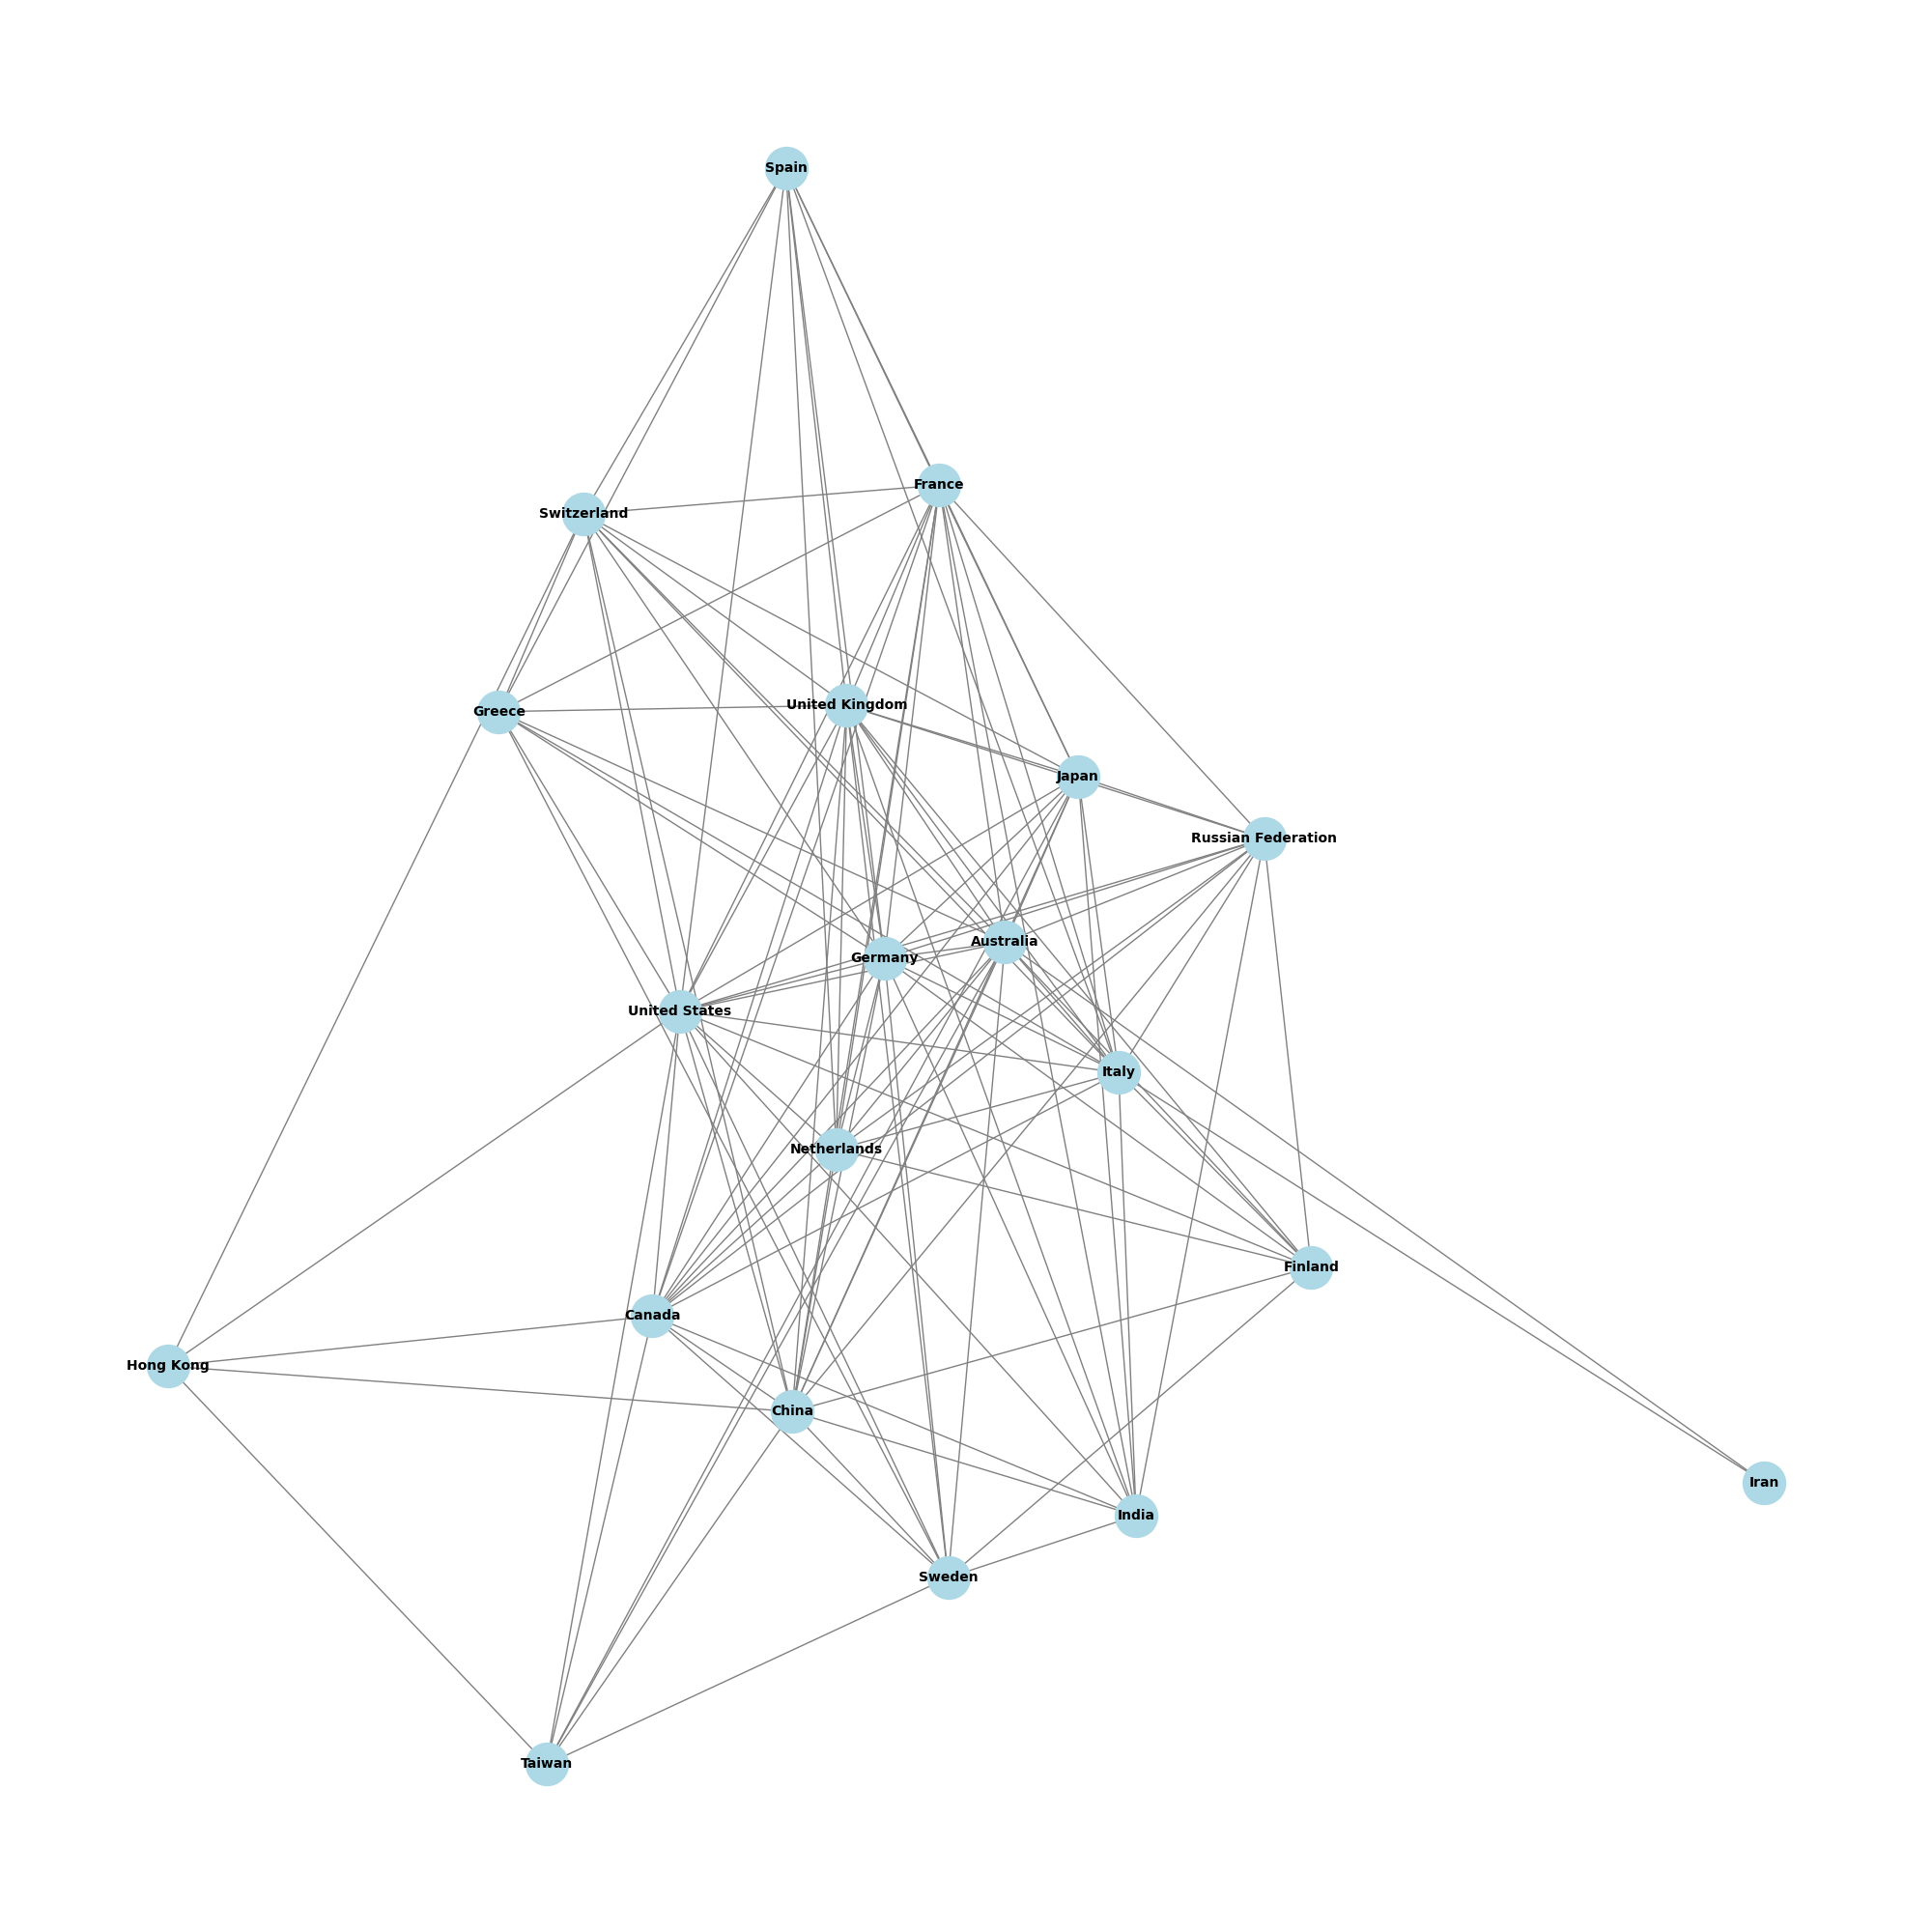 Spain
France
Switzerland
United Kingdom
Greece
Japan
Russian Federation
Australia
Germany
United States
Italy
Netherlands
Finland
Canada
Hong Kong
China
Iran
India
Sweden
Taiwan